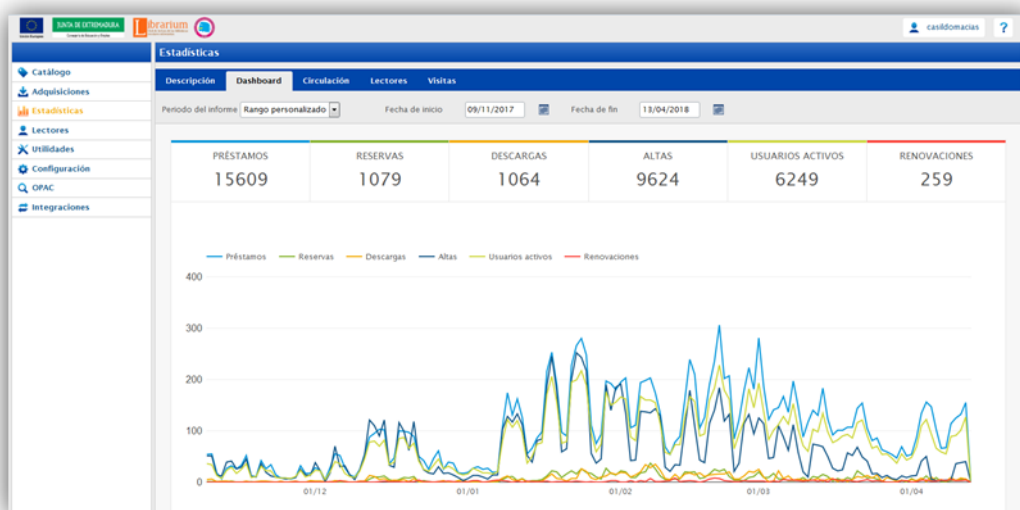 JUNTA DE EXTREMADURA
Librarium
casildomacias
?
Estadísticas
Catálogo
Adquisiciones
Estadísticas
Lectores
Utilidades
Configuración
OPAC
Integraciones
Descripción Dashboard Circulación Lectores Visitas
Periodo del informe Rango personalizado Fecha de inicio 09/11/2017 Fecha de fin 13/04/2018
PRÉSTAMOS RESERVAS DESCARGAS ALTAS USUARIOS ACTIVOS RENOVACIONES
15609 1079 1064 9624 6249 259
Préstamos Reservas Descargas Altas Usuarios activos Renovaciones
400
300
200
100
0
01/12 01/01 01/02 01/03 01/04